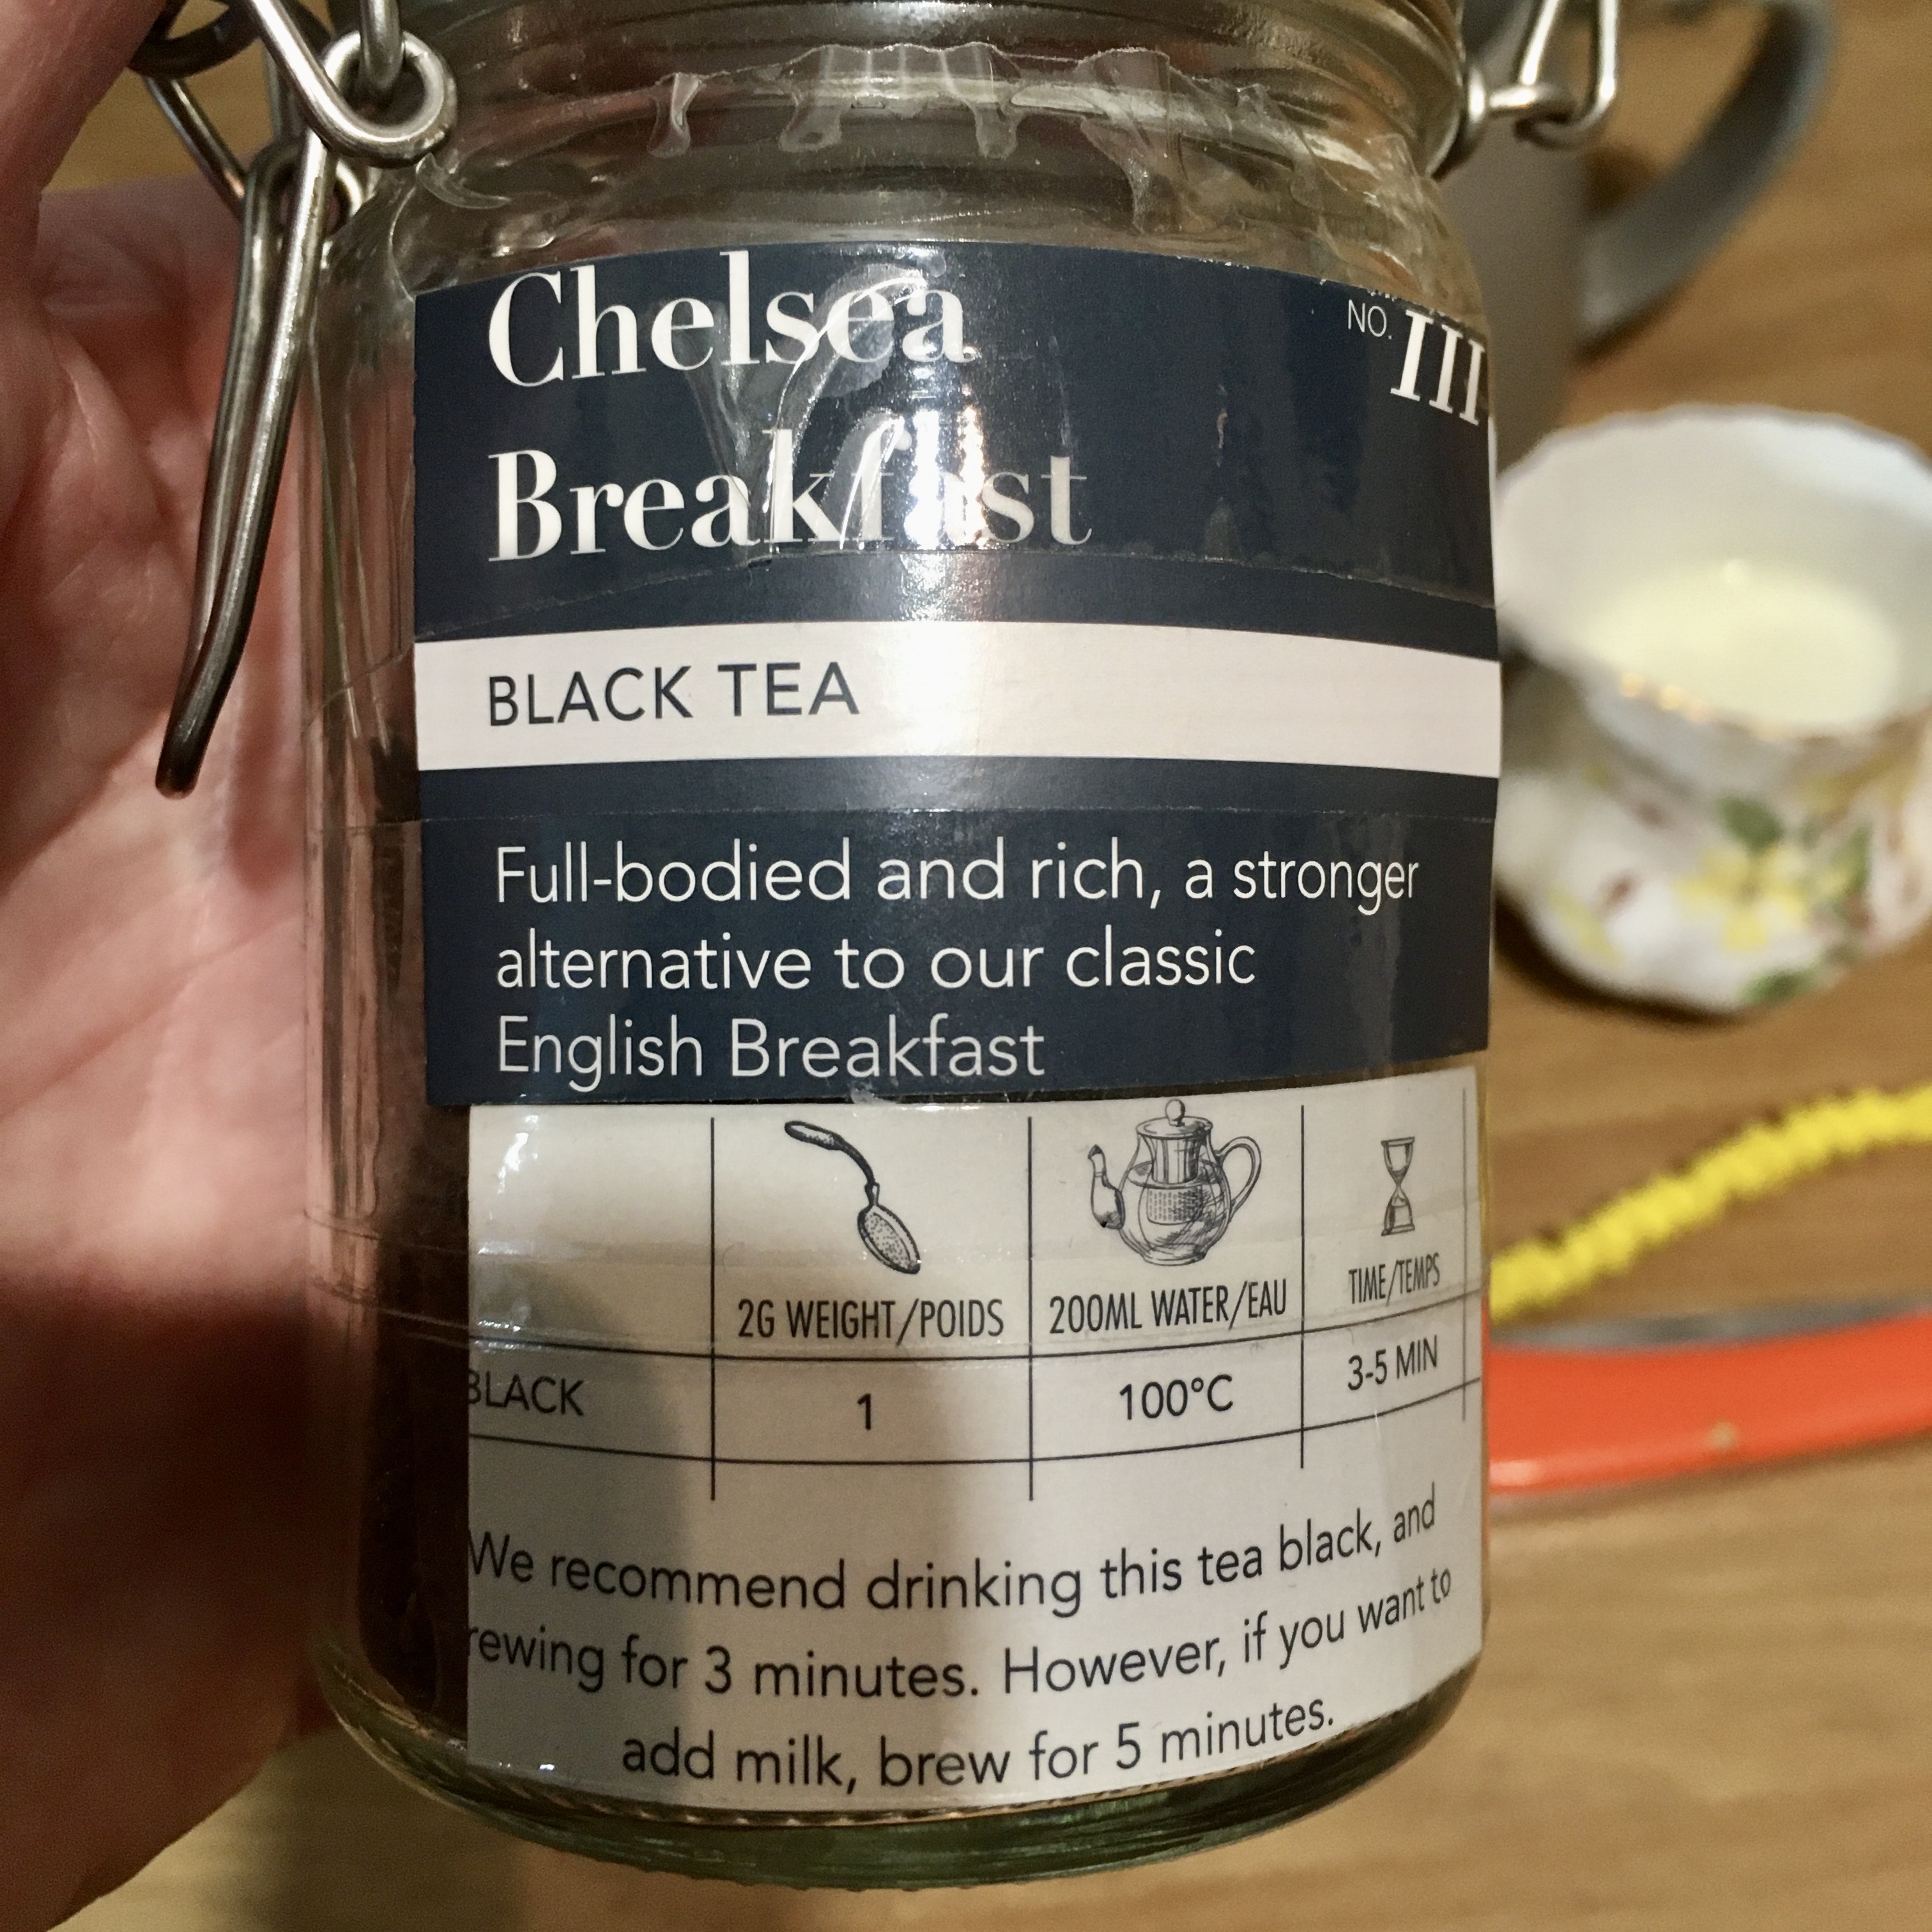 Chelsea
NO. III
Breakfast
BLACK TEA
Full-bodied and rich, a stronger
alternative to our classic
English Breakfast
2G WEIGHT/POIDS 200ML WATER/EAU TIME/TEMPS
BLACK 1 100°C 3-5 MIN
We recommend drinking this tea black, and
rewing for 3 minutes. However, if you want to
add milk, brew for 5 minutes.